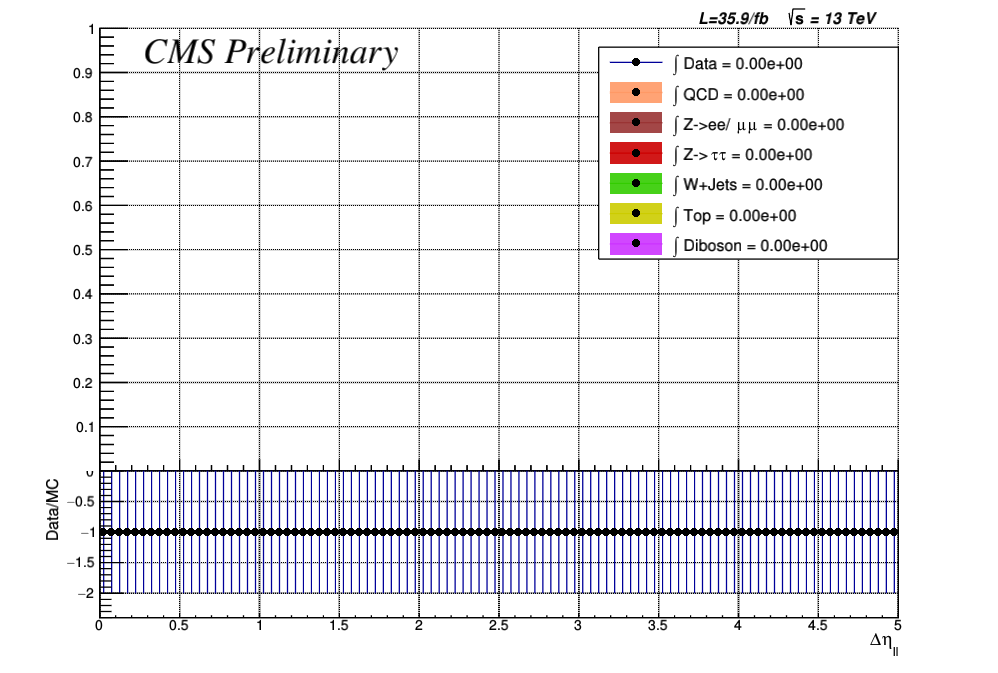 L=35.9/fb √s = 13 TeV
CMS Preliminary
1
0.9
0.8
0.7
0.6
0.5
0.4
0.3
0.2
0.1
∫ Data = 0.00e+00
∫ QCD = 0.00e+00
∫ Z->ee/ μμ = 0.00e+00
∫ Z-> ττ = 0.00e+00
∫ W+Jets = 0.00e+00
∫ Top = 0.00e+00
∫ Diboson = 0.00e+00
Data/MC
0
−0.5
−1
−1.5
−2
0 0.5 1 1.5 2 2.5 3 3.5 4 4.5 5
Δη_ll